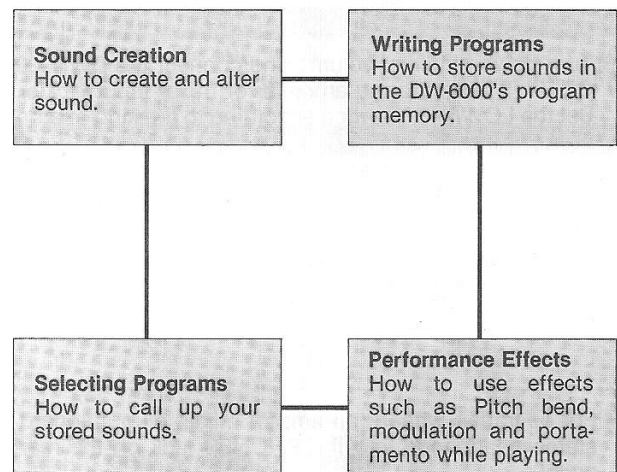 Sound Creation
How to create and alter
sound.
Writing Programs
How to store sounds in
the DW-6000's program
memory.
Selecting Programs
How to call up your
stored sounds.
Performance Effects
How to use effects
such as Pitch bend,
modulation and porta-
mento while playing.